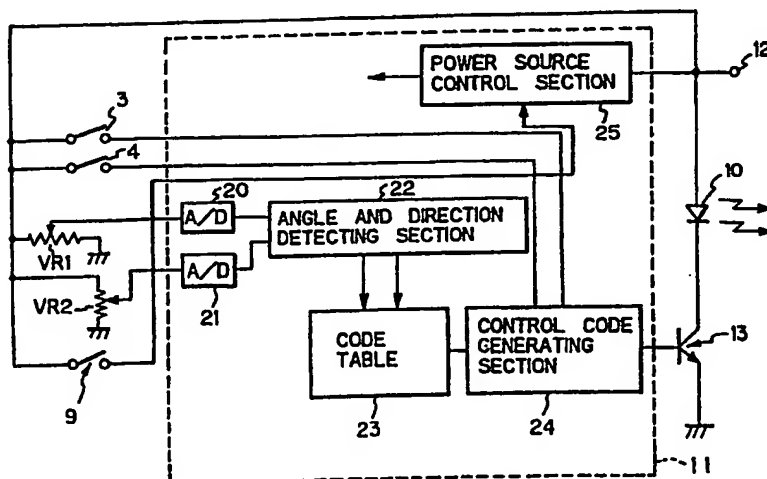 12
POWER SOURCE
CONTROL SECTION
25
3
4
10
20
22
A/D
ANGLE AND DIRECTION
DETECTING SECTION
VR1
A/D
21
VR2
CODE
TABLE
CONTROL CODE
GENERATING
SECTION
13
9
23
24
11